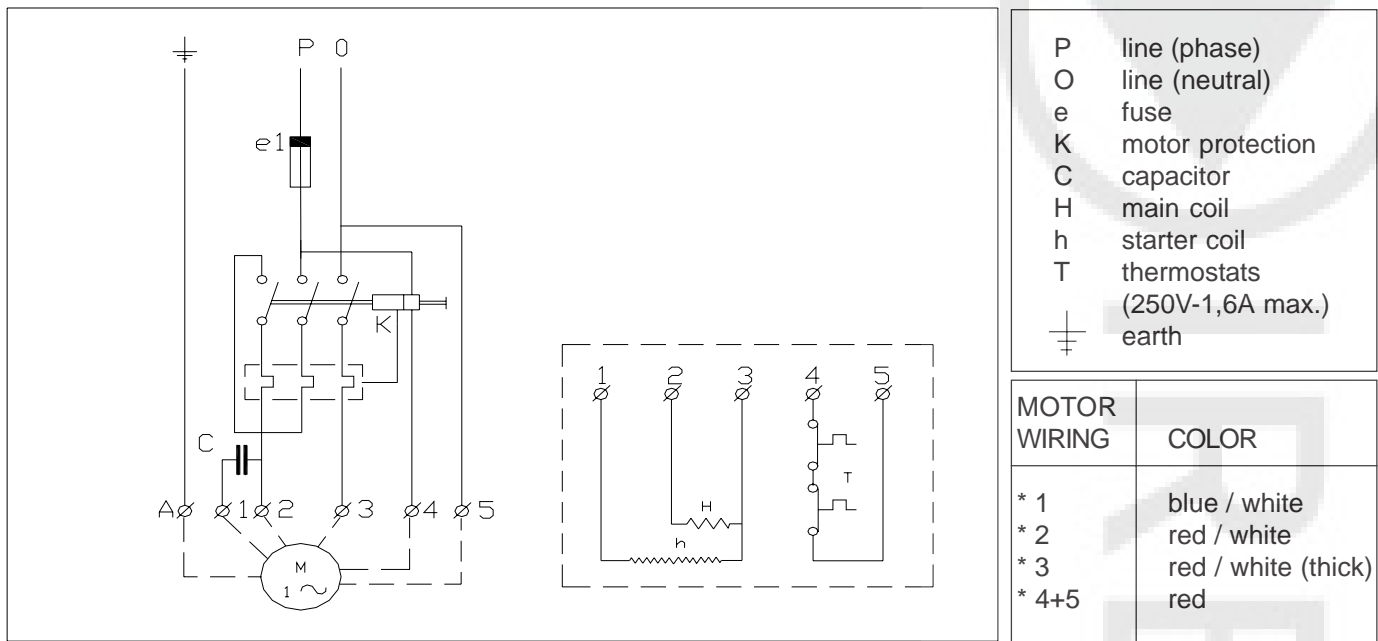 P O
e1
K
C
A 1 2 3 4 5
M
1
1 2 3 4 5
T
H
h
P line (phase)
O line (neutral)
e fuse
K motor protection
C capacitor
H main coil
h starter coil
T thermostats
(250V-1,6A max.)
earth
MOTOR
WIRING COLOR
* 1 blue / white
* 2 red / white
* 3 red / white (thick)
* 4+5 red